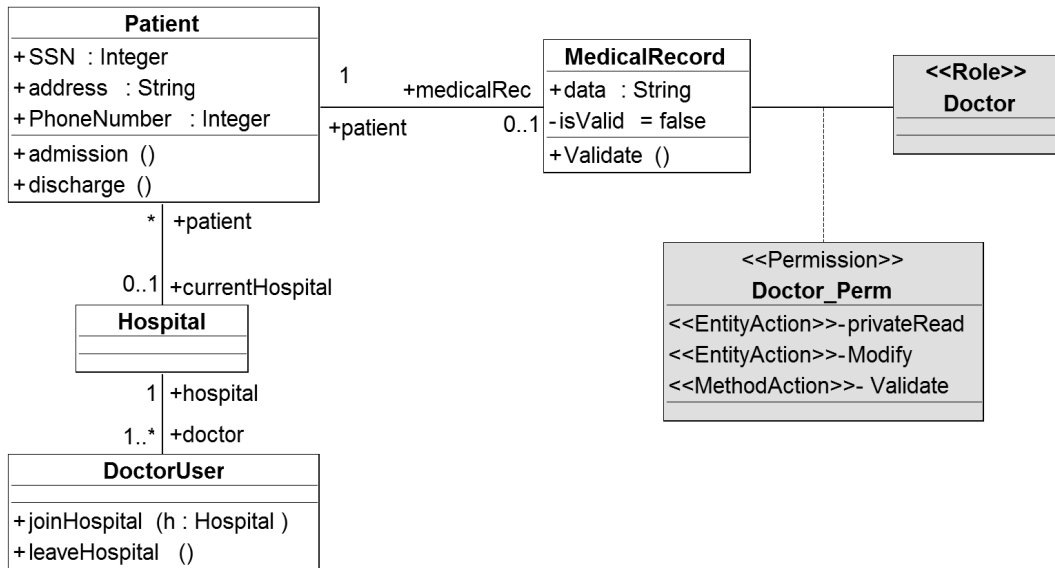 Patient
+SSN : Integer
+address : String
+PhoneNumber : Integer
+admission ()
+discharge ()
1
+patient
+medicalRec
0..1
MedicalRecord
+data : String
-isValid = false
+Validate ()
<<Role>>
Doctor
<<Permission>>
Doctor_Perm
<<EntityAction>>-privateRead
<<EntityAction>>-Modify
<<MethodAction>>- Validate
* +patient
0..1 +currentHospital
Hospital
1 +hospital
1..* +doctor
DoctorUser
+joinHospital (h : Hospital )
+leaveHospital ()